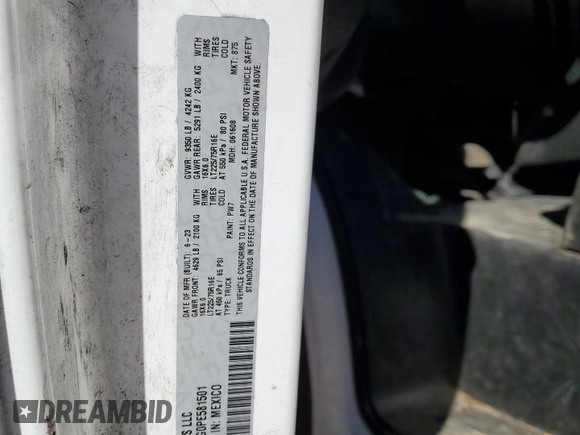 S LLC
G0PE581501
IN: MEXICO
DATE OF MFR (BUILT): 6-23 GVWR: 9350 LB / 4242 KG
GAWR FRONT: 4629 LB / 2100 KG WITH GAWR REAR: 5291 LB / 2400 KG WITH
16X6.0 RIMS 16X6.0 RIMS
LT225/75R16E TIRES LT225/75R16E TIRES
AT 450 kPa / 65 PSI COLD AT 550 kPa / 80 PSI COLD
TYPE: TRUCK PAINT: PW7 MDH: 061608 MKT: 875
THIS VEHICLE CONFORMS TO ALL APPLICABLE U.S.A. FEDERAL MOTOR VEHICLE SAFETY
STANDARDS IN EFFECT ON THE DATE OF MANUFACTURE SHOWN ABOVE.
DREAMBID